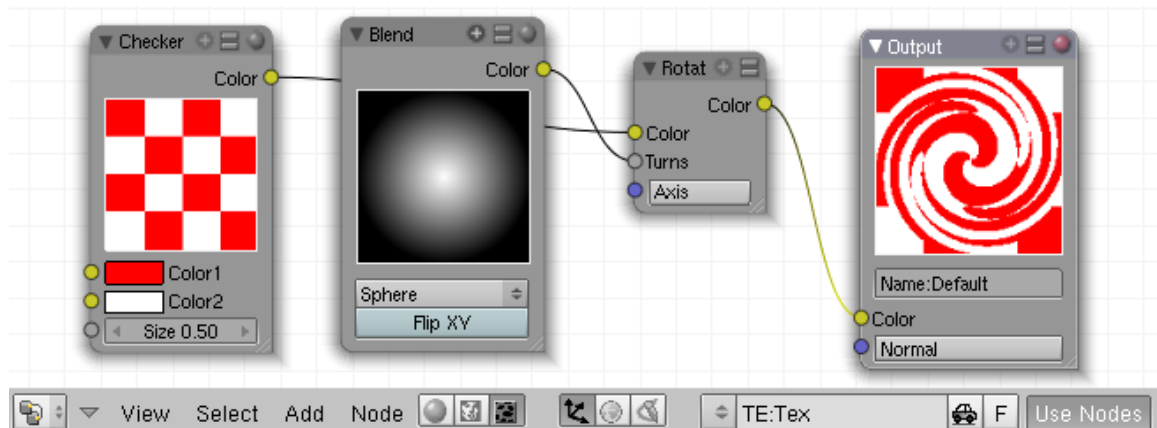 Checker
Color
Color1
Color2
Size 0.50
Blend
Color
Sphere
Flip XY
Rotat
Color
Color
Turns
Axis
Output
Name:Default
Color
Normal
View Select Add Node TE:Tex F Use Nodes